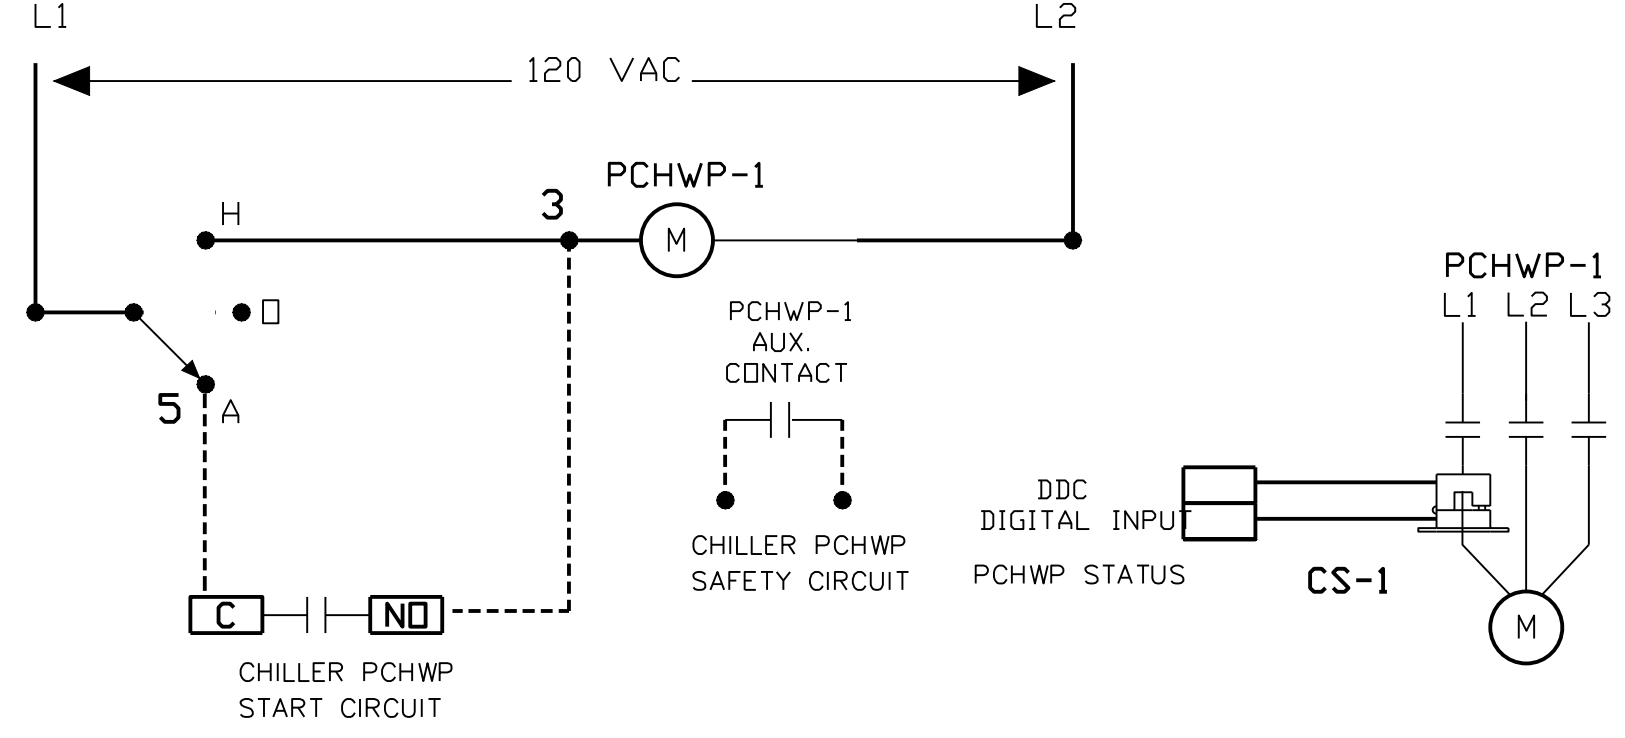 L1
L2
120 VAC
PCHWP-1
3
H
M
O
5
A
PCHWP-1
AUX.
CONTACT
CHILLER PCHWP
SAFETY CIRCUIT
C
NO
CHILLER PCHWP
START CIRCUIT
PCHWP-1
L1 L2 L3
DDC
DIGITAL INPUT
PCHWP STATUS
CS-1
M